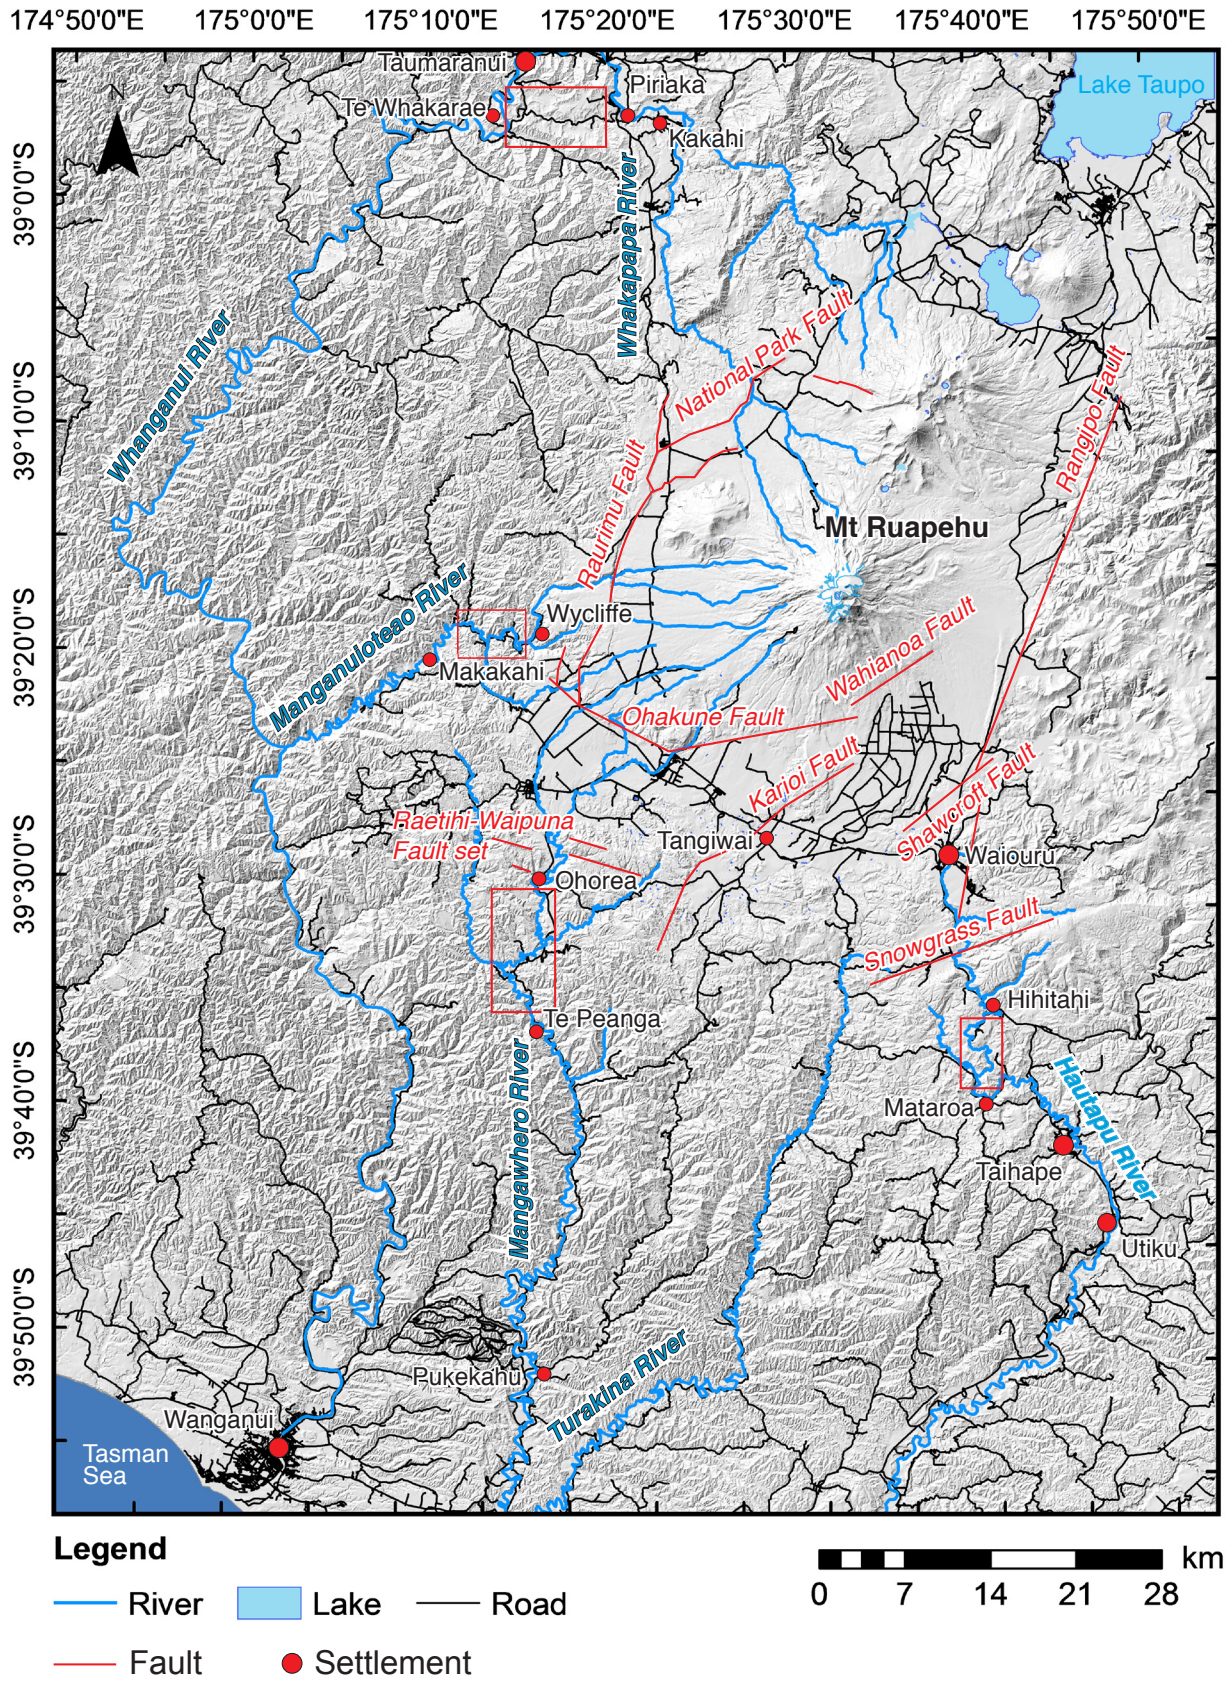 174°50'0"E 175°0'0"E 175°10'0"E 175°20'0"E 175°30'0"E 175°40'0"E 175°50'0"E
Taumaranui
Piriaka
Lake Taupo
Te Whakarae
N
Kakahi
39°0'0"S
Whakapapa River
National Park Fault
Whanganui River
39°10'0"S
Rangipo Fault
Raurimu Fault
Mt Ruapehu
Manganuioteao River
Wycliffe
39°20'0"S
Wahianoa Fault
Makakahi
Ohakune Fault
Karioi Fault
Shawcroft Fault
Raetihi-Waipuna
Fault set
Tangiwai
Waiouru
39°30'0"S
Ohorea
Snowgrass Fault
Hihitahi
Te Peanga
39°40'0"S
Mangawhero River
Hautapu River
Mataroa
Taihape
Utiku
39°50'0"S
Turakina River
Pukekahu
Wanganui
Tasman
Sea
Legend
km
0 7 14 21 28
River Lake Road
Fault Settlement